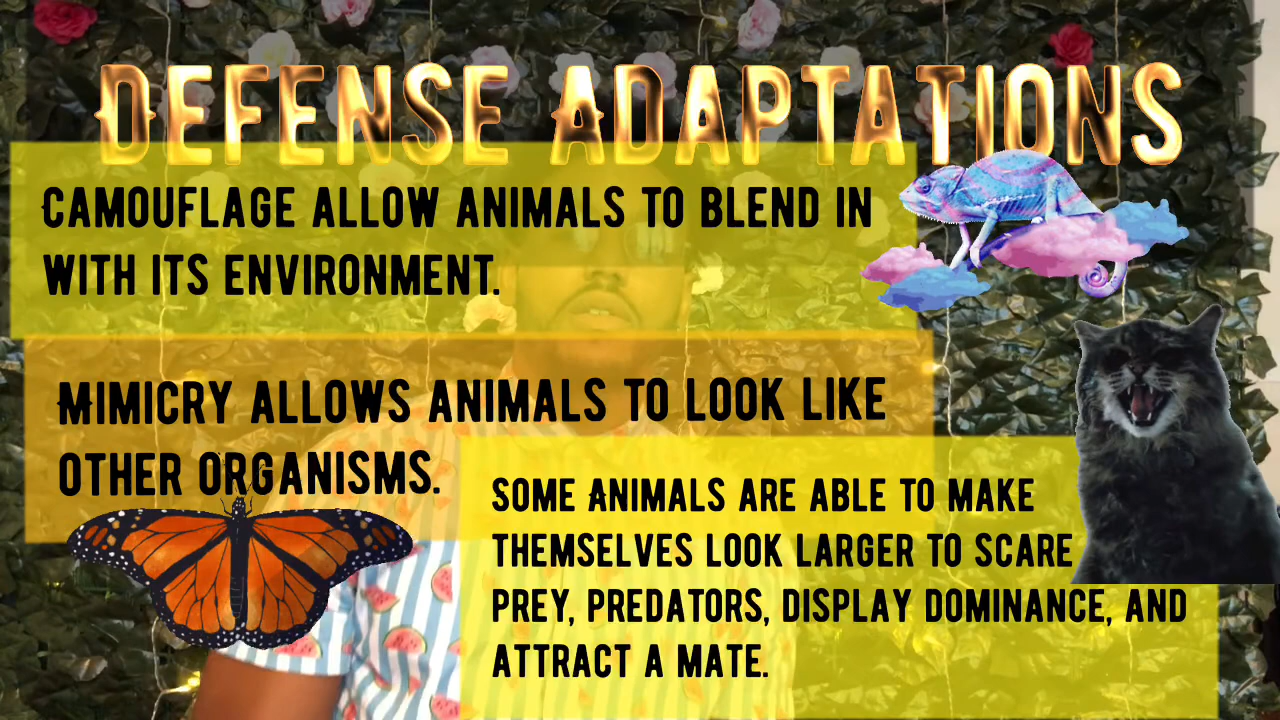 Defense Adaptations
Camouflage allow animals to blend in
with its environment.
Mimicry allows animals to look like
other organisms.
some Animals are able to make
themselves look larger to scare
prey, predators, display dominance, and
attract a mate.